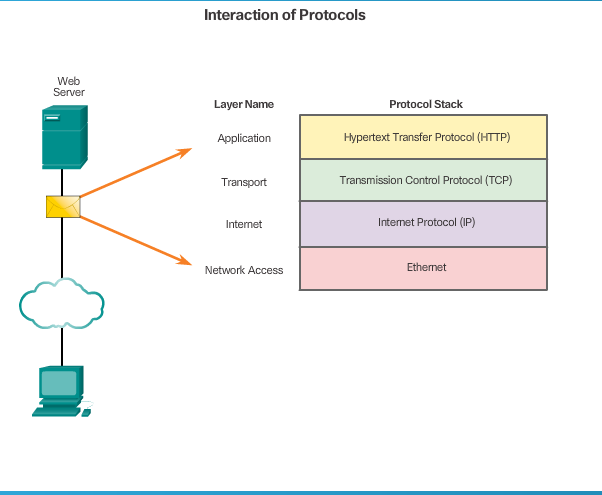 Interaction of Protocols
Web
Server
Layer Name
Protocol Stack
Application
Hypertext Transfer Protocol (HTTP)
Transport
Transmission Control Protocol (TCP)
Internet
Internet Protocol (IP)
Network Access
Ethernet